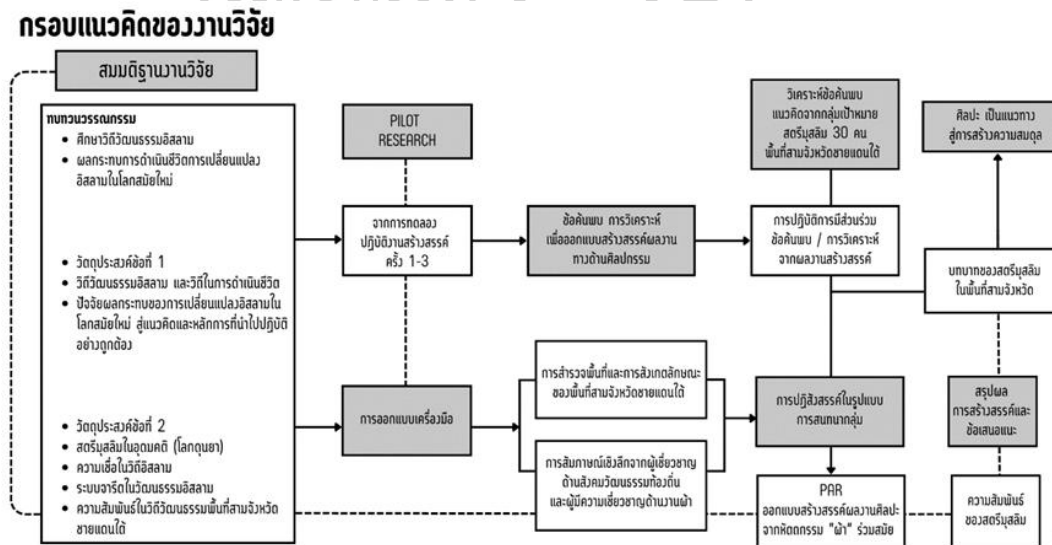 กรอบแนวคิดของงานวิจัย
สมมติฐานงานวิจัย
ทบทวนวรรณกรรม
• ศึกษาวิถีวัฒนธรรมอิสลาม
• ผลกระทบการดำเนินชีวิตการเปลี่ยนแปลง
อิสลามในโลกสมัยใหม่
• วัตถุประสงค์ข้อที่ 1
• วิถีวัฒนธรรมอิสลาม และวิถีในการดำเนินชีวิต
• ปัจจัยผลกระทบของการเปลี่ยนแปลงอิสลามใน
โลกสมัยใหม่ สู่แนวคิดและหลักการที่นำไปปฏิบัติ
อย่างถูกต้อง
• วัตถุประสงค์ข้อที่ 2
• สตรีมุสลิมในอุดมคติ (โลกดุนยา)
• ความเชื่อในวิถีอิสลาม
• ระบบจารีตในวัฒนธรรมอิสลาม
• ความสัมพันธ์ในวิถีวัฒนธรรมพื้นที่สามจังหวัด
ชายแดนใต้
PILOT
RESEARCH
จากการทดลอง
ปฏิบัติงานสร้างสรรค์
ครั้ง 1-3
การออกแบบเครื่องมือ
ข้อค้นพบ การวิเคราะห์
เพื่อออกแบบสร้างสรรค์ผลงาน
ทางด้านศิลปกรรม
การสำรวจพื้นที่และการสังเกตลักษณะ
ของพื้นที่สามจังหวัดชายแดนใต้
การสัมภาษณ์เชิงลึกจากผู้เชี่ยวชาญ
ด้านสังคมวัฒนธรรมท้องถิ่น
และผู้มีความเชี่ยวชาญด้านงานผ้า
วิเคราะห์ข้อค้นพบ
แนวคิดจากกลุ่มเป้าหมาย
สตรีมุสลิม 30 คน
พื้นที่สามจังหวัดชายแดนใต้
การปฏิบัติการมีส่วนร่วม
ข้อค้นพบ / การวิเคราะห์
จากผลงานสร้างสรรค์
การปฏิสังสรรค์ในรูปแบบ
การสนทนากลุ่ม
PAR
ออกแบบสร้างสรรค์ผลงานศิลปะ
จากหัตถกรรม "ผ้า" ร่วมสมัย
ศิลปะ เป็นแนวทาง
สู่การสร้างความสมดุล
บทบาทของสตรีมุสลิม
ในพื้นที่สามจังหวัด
สรุปผล
การสร้างสรรค์และ
ข้อเสนอแนะ
ความสัมพันธ์
ของสตรีมุสลิม